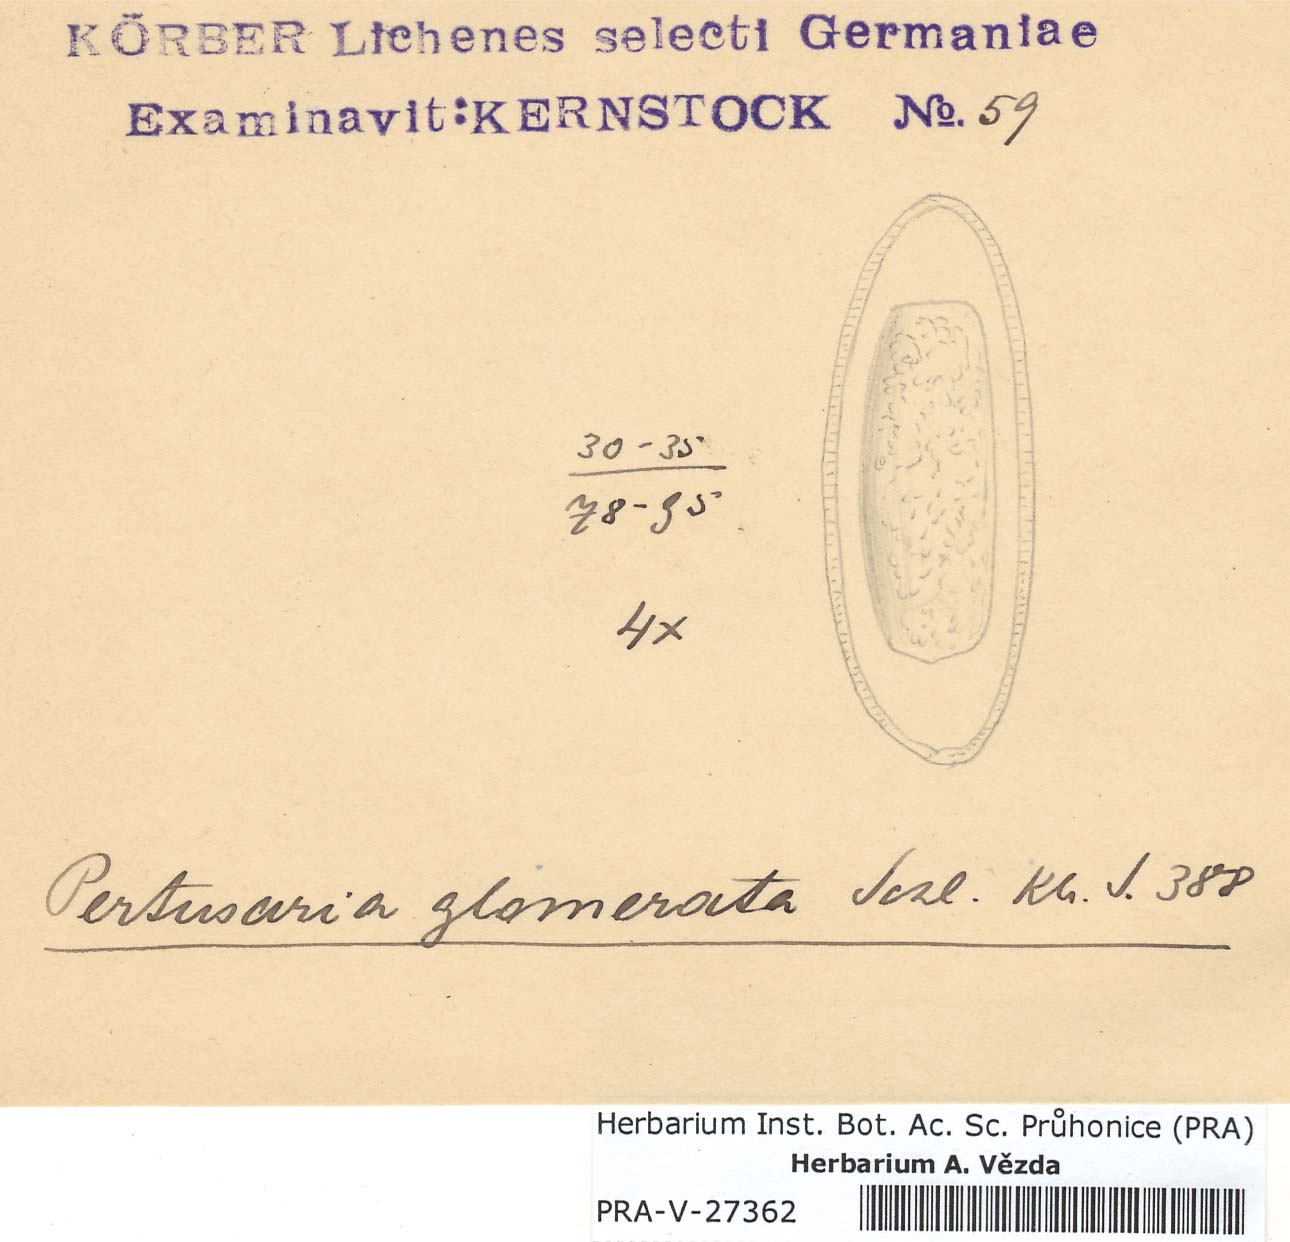 KÖRBER Lichenes selecti Germaniae
Examinavit: KERNSTOCK No. 59
30-35
78-95
4x
Pertusaria glomerata Schl. Kb. S. 388
Herbarium Inst. Bot. Ac. Sc. Průhonice (PRA)
Herbarium A. Vězda
PRA-V-27362